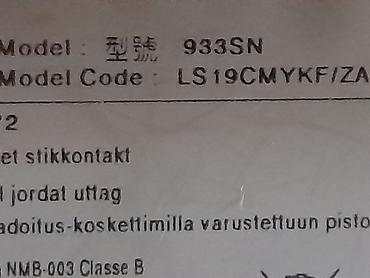 Model : 型號 933SN
Model Code : LS19CMYKF/ZA
2
et stikkontakt
l jordat uttag
adoitus-koskettimilla varustettuun pisto
NMB-003 Classe B